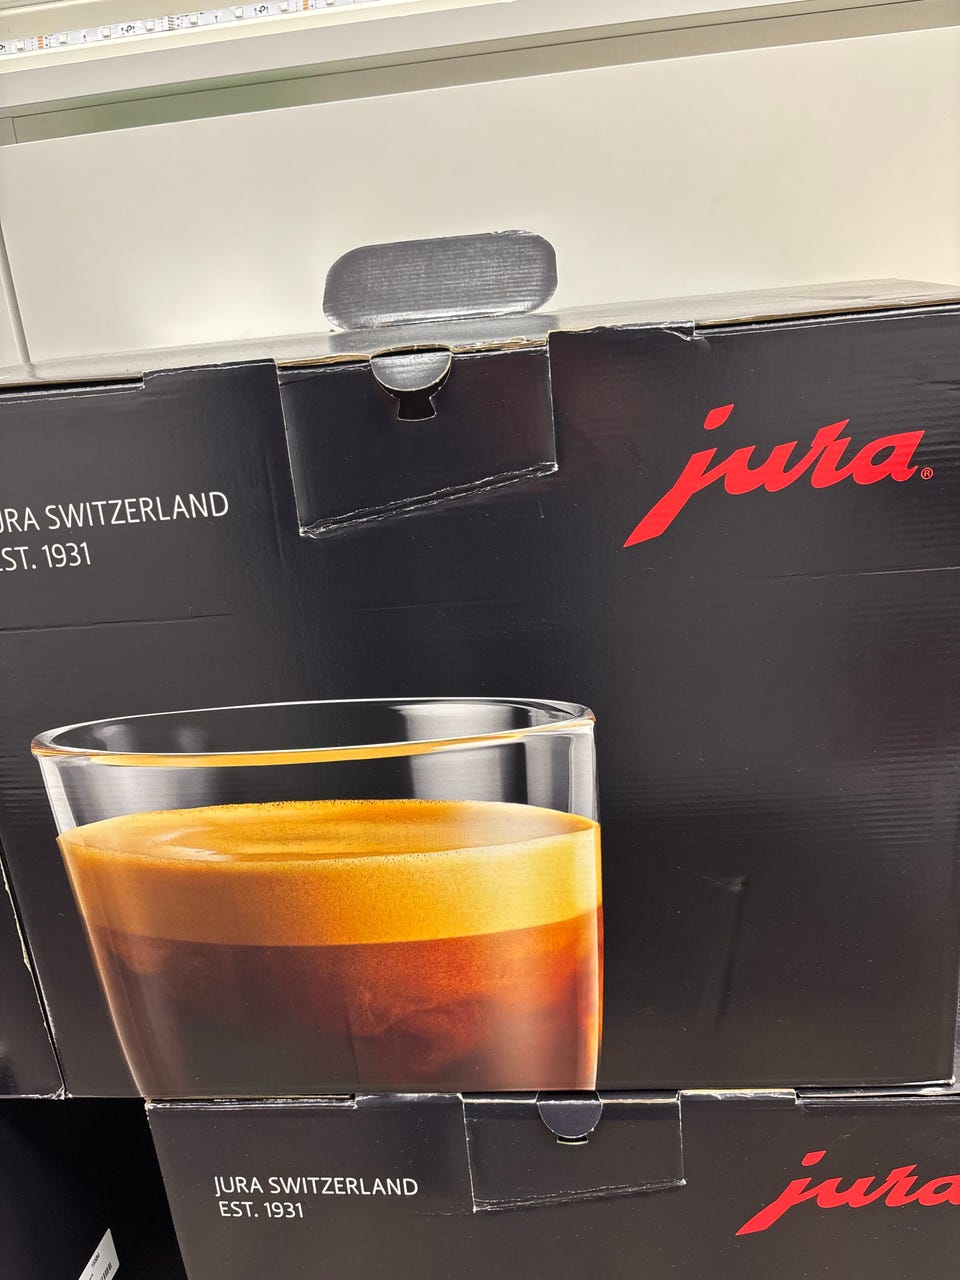 URA SWITZERLAND
EST. 1931
jura®
JURA SWITZERLAND
EST. 1931
jura